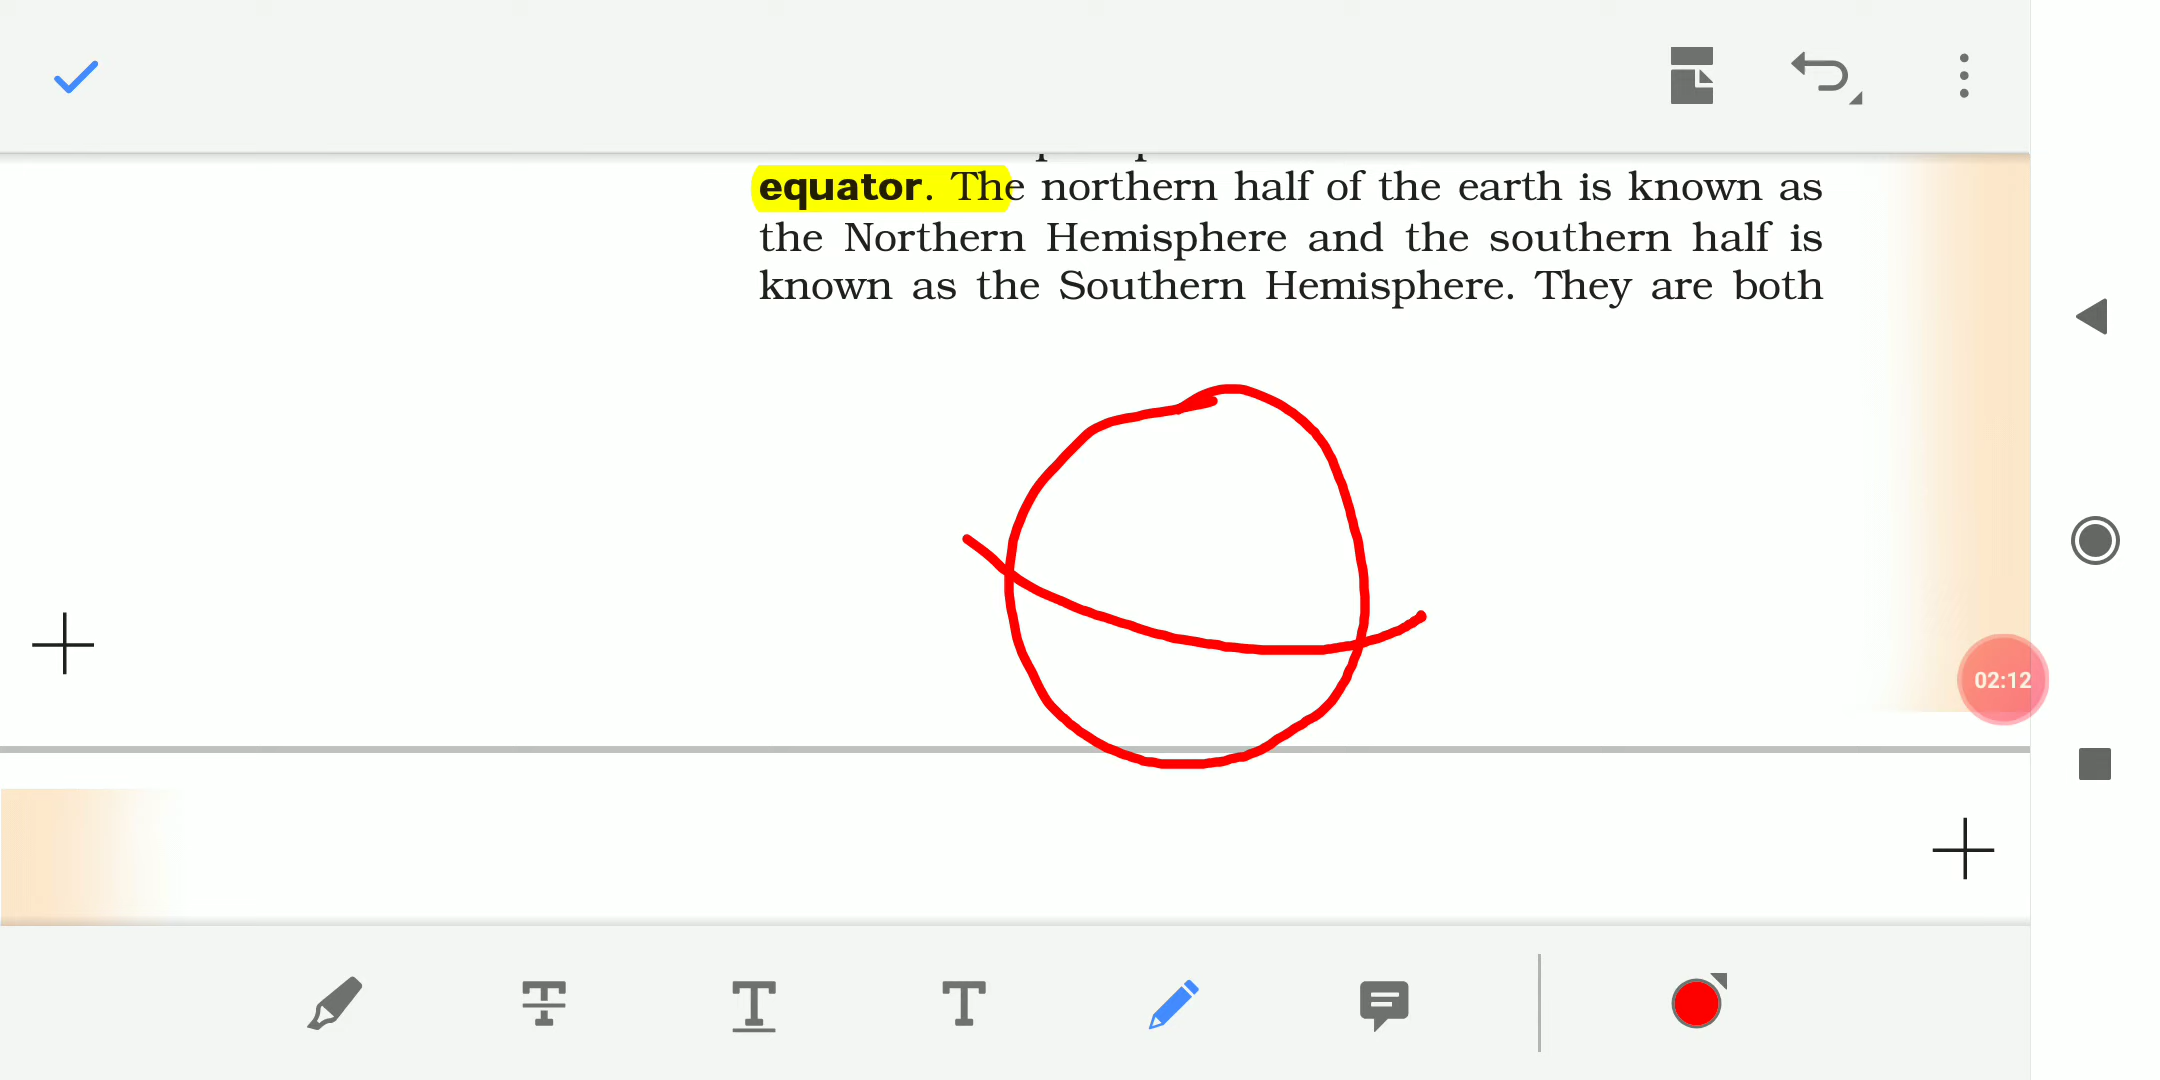 equator. The northern half of the earth is known as
the Northern Hemisphere and the southern half is
known as the Southern Hemisphere. They are both
02:12